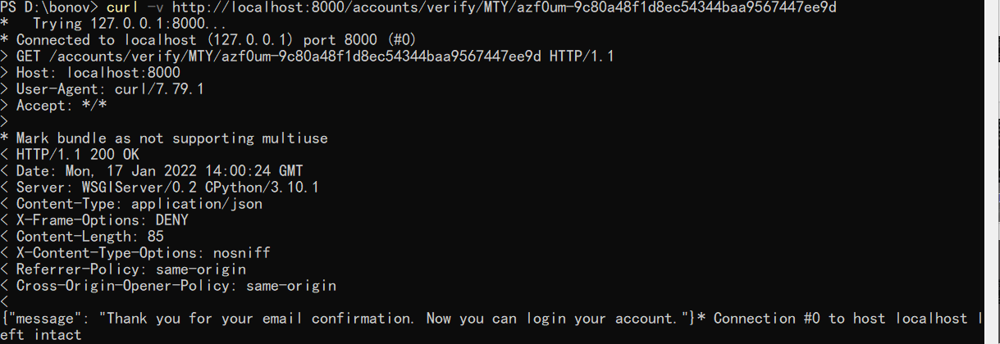 PS D:\bonov> curl -v http://localhost:8000/accounts/verify/MTY/azf0um-9c80a48f1d8ec54344baa9567447ee9d
*   Trying 127.0.0.1:8000...
* Connected to localhost (127.0.0.1) port 8000 (#0)
> GET /accounts/verify/MTY/azf0um-9c80a48f1d8ec54344baa9567447ee9d HTTP/1.1
> Host: localhost:8000
> User-Agent: curl/7.79.1
> Accept: */*
>
* Mark bundle as not supporting multiuse
< HTTP/1.1 200 OK
< Date: Mon, 17 Jan 2022 14:00:24 GMT
< Server: WSGIServer/0.2 CPython/3.10.1
< Content-Type: application/json
< X-Frame-Options: DENY
< Content-Length: 85
< X-Content-Type-Options: nosniff
< Referrer-Policy: same-origin
< Cross-Origin-Opener-Policy: same-origin
<
{"message": "Thank you for your email confirmation. Now you can login your account."}* Connection #0 to host localhost l
eft intact